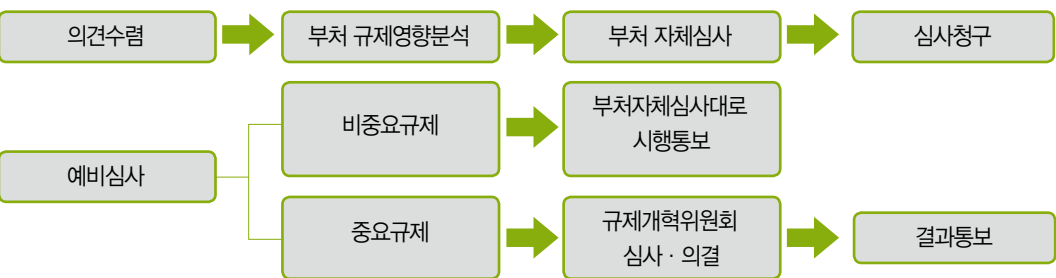 의견수렴
부처 규제영향분석
부처 자체심사
심사청구
예비심사
비중요규제
부처자체심사대로
시행통보
중요규제
규제개혁위원회
심사 · 의결
결과통보